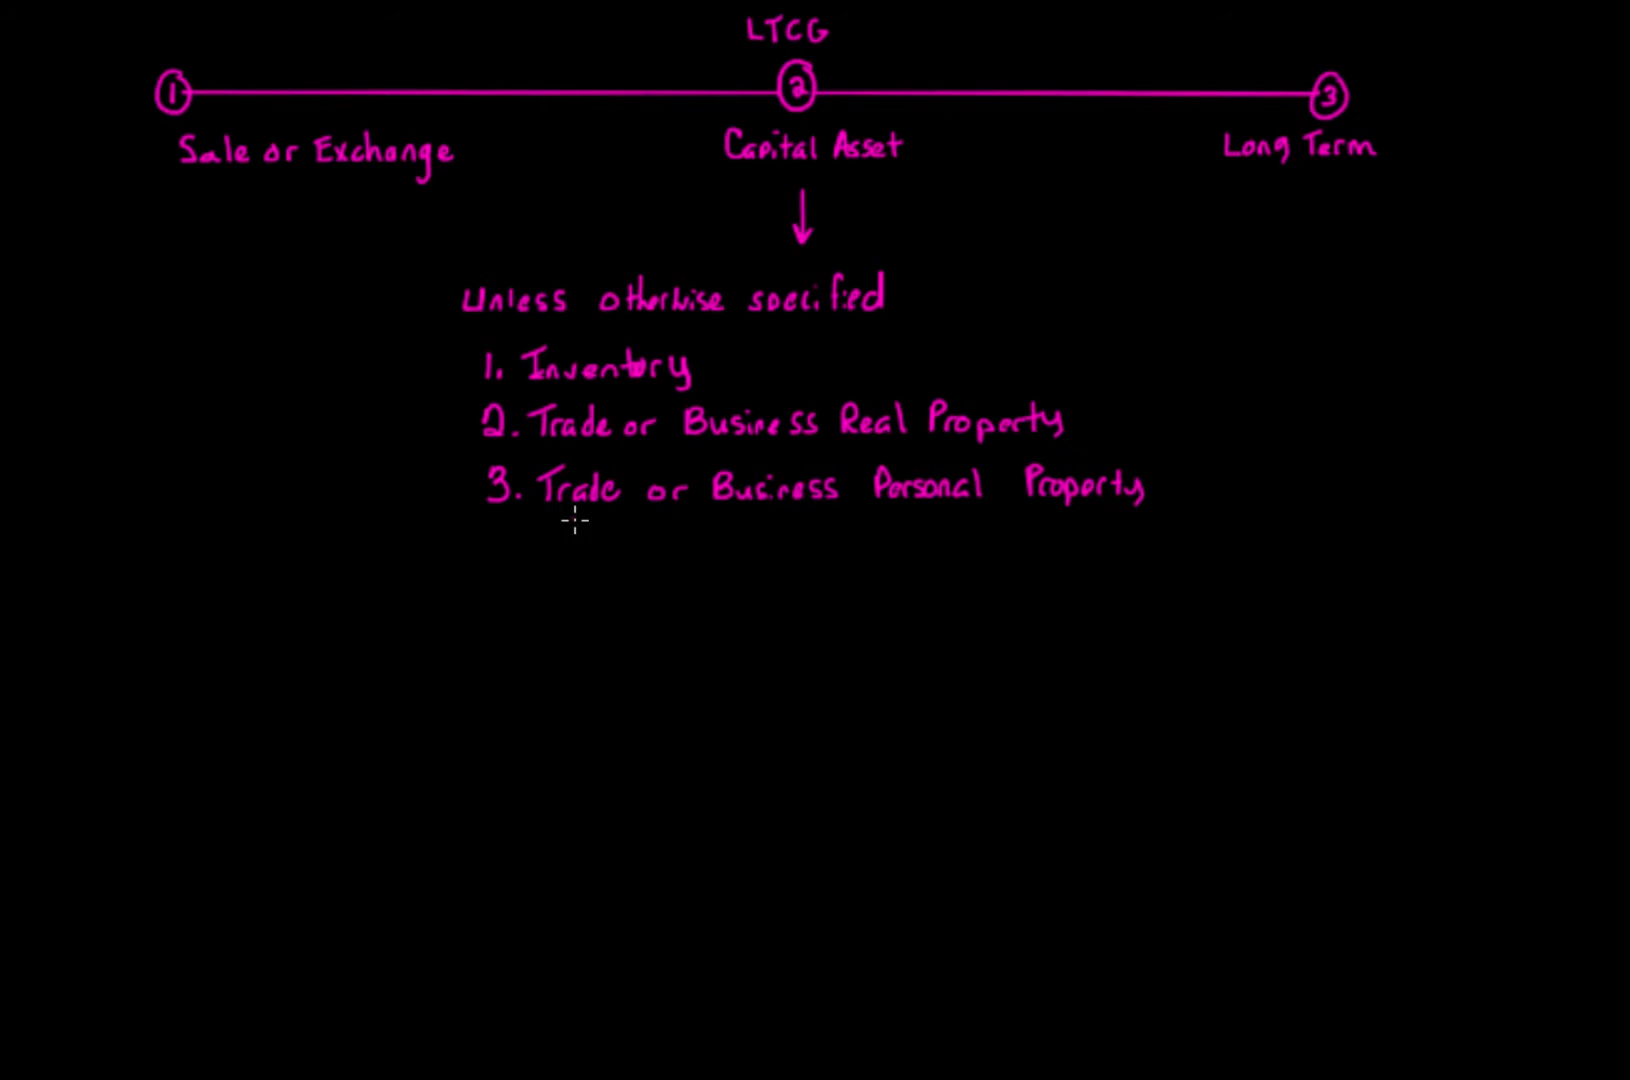 LTCG
1 2 3
Sale or Exchange Capital Asset Long Term
Unless otherwise specified
1. Inventory
2. Trade or Business Real Property
3. Trade or Business Personal Property